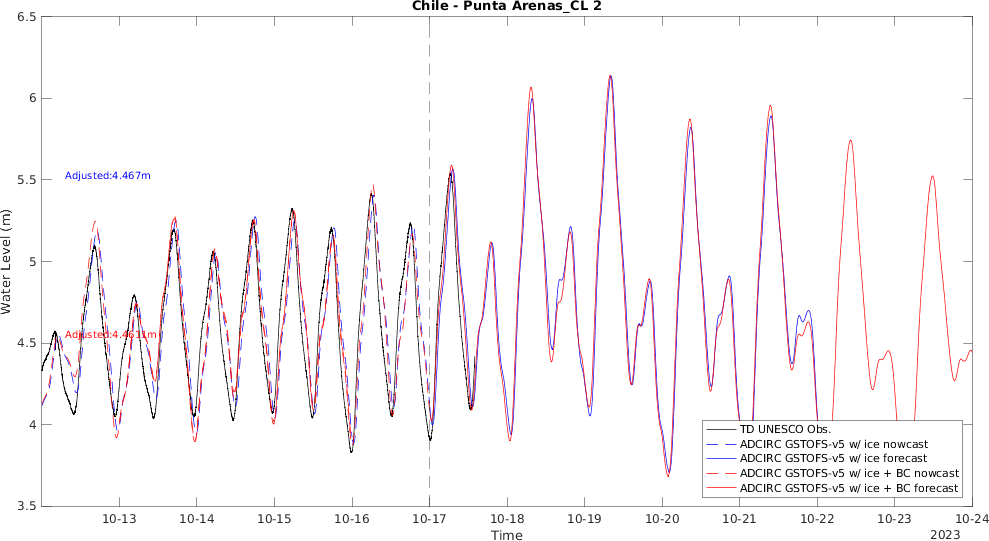 Chile - Punta Arenas_CL 2
6.5
6
5.5
5
4.5
4
3.5
Water Level (m)
Adjusted:4.467m
Adjusted:4.4611m
TD UNESCO Obs.
ADCIRC GSTOFS-v5 w/ ice nowcast
ADCIRC GSTOFS-v5 w/ ice forecast
ADCIRC GSTOFS-v5 w/ ice + BC nowcast
ADCIRC GSTOFS-v5 w/ ice + BC forecast
10-13 10-14 10-15 10-16 10-17 10-18 10-19 10-20 10-21 10-22 10-23 10-24
Time
2023